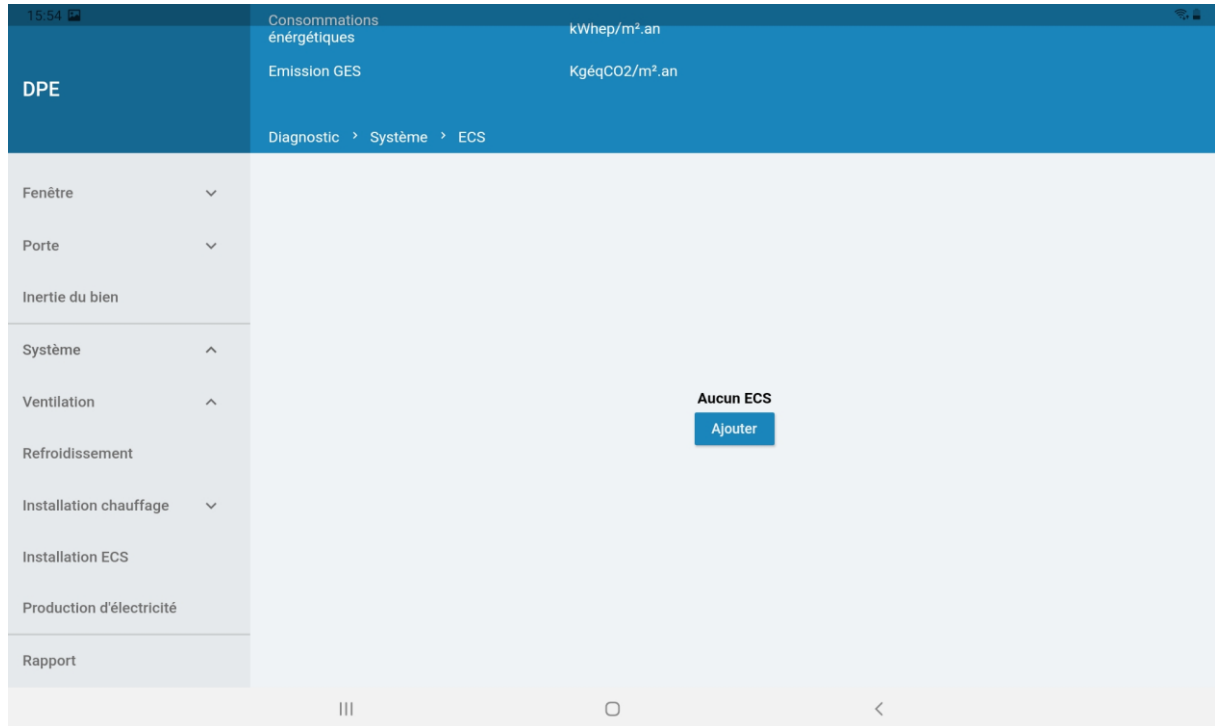 15:54
Consommations
énérgétiques
kWhep/m².an
Emission GES
KgéqCO2/m².an
DPE
Diagnostic > Système > ECS
Fenêtre
Porte
Inertie du bien
Système
Ventilation
Refroidissement
Installation chauffage
Installation ECS
Production d'électricité
Rapport
Aucun ECS
Ajouter